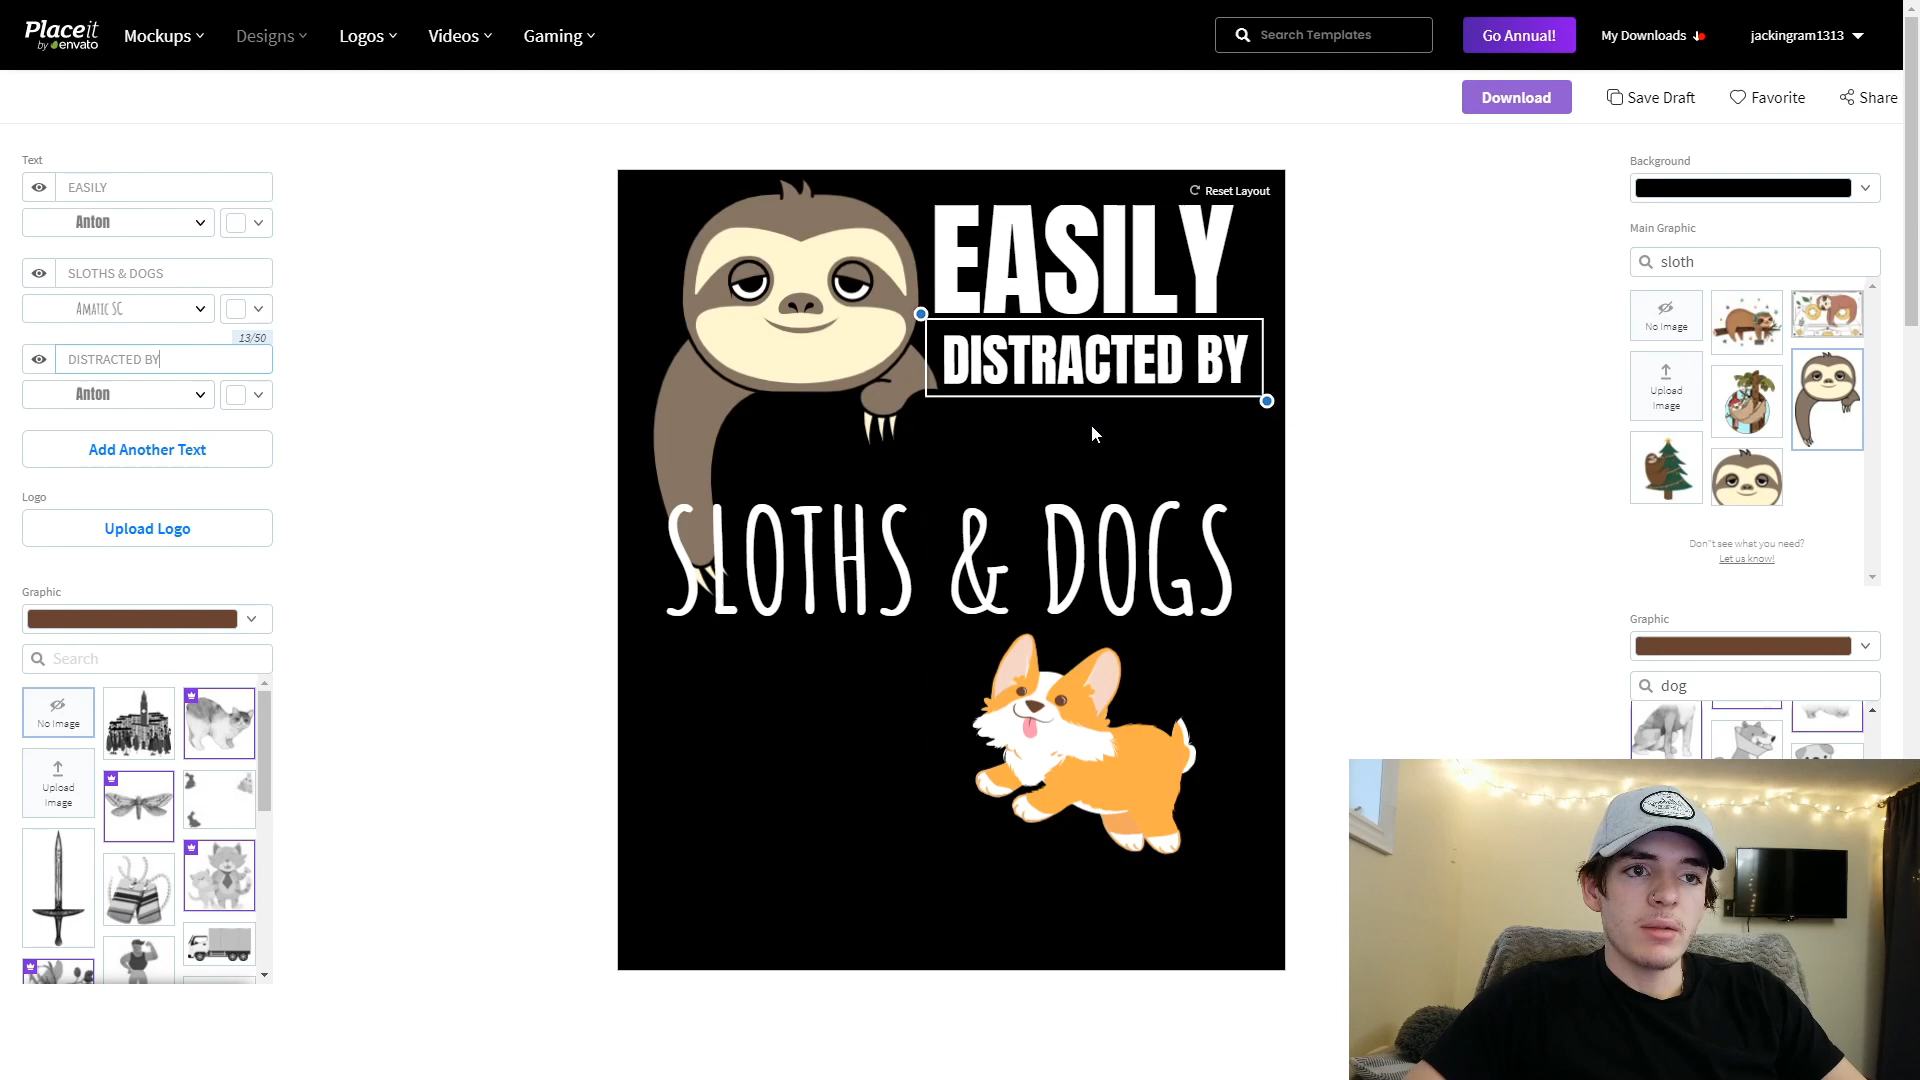 Placeit
by envato
Mockups
Designs
Logos
Videos
Gaming
Search Templates
Go Annual!
My Downloads
jackingram1313
Download
Save Draft
Favorite
Share
Text
EASILY
Anton
SLOTHS & DOGS
Amatic SC
13/50
DISTRACTED BY
Anton
Add Another Text
Logo
Upload Logo
Graphic
Search
No Image
Upload
Image
Reset Layout
EASILY
DISTRACTED BY
SLOTHS & DOGS
Background
Main Graphic
sloth
No Image
Upload
Image
Don"t see what you need?
Let us know!
Graphic
dog